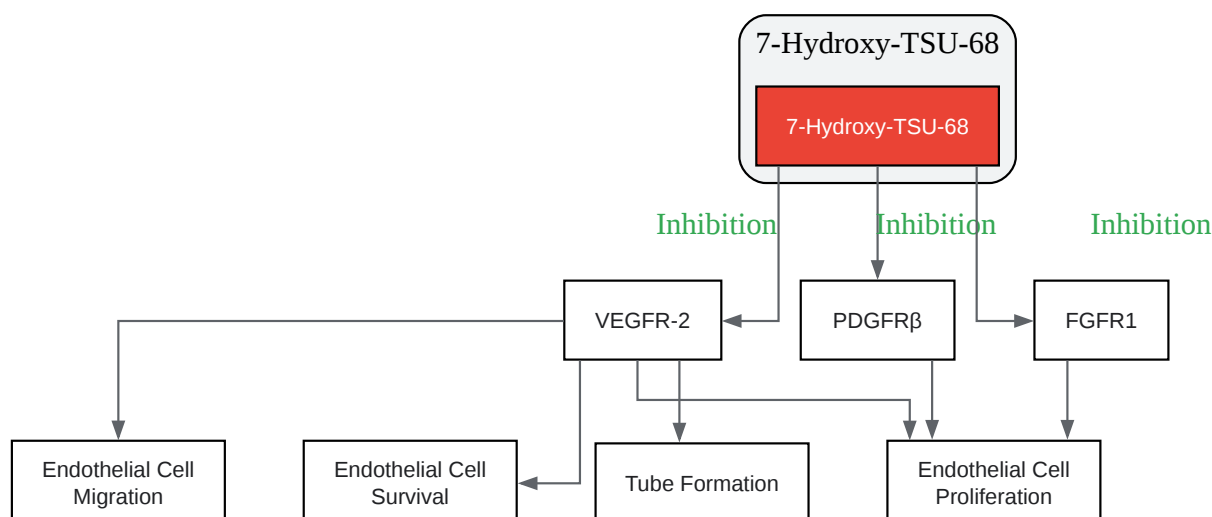 7-Hydroxy-TSU-68
7-Hydroxy-TSU-68
Inhibition
Inhibition
Inhibition
VEGFR-2
PDGFRβ
FGFR1
Endothelial Cell
Migration
Endothelial Cell
Survival
Tube Formation
Endothelial Cell
Proliferation